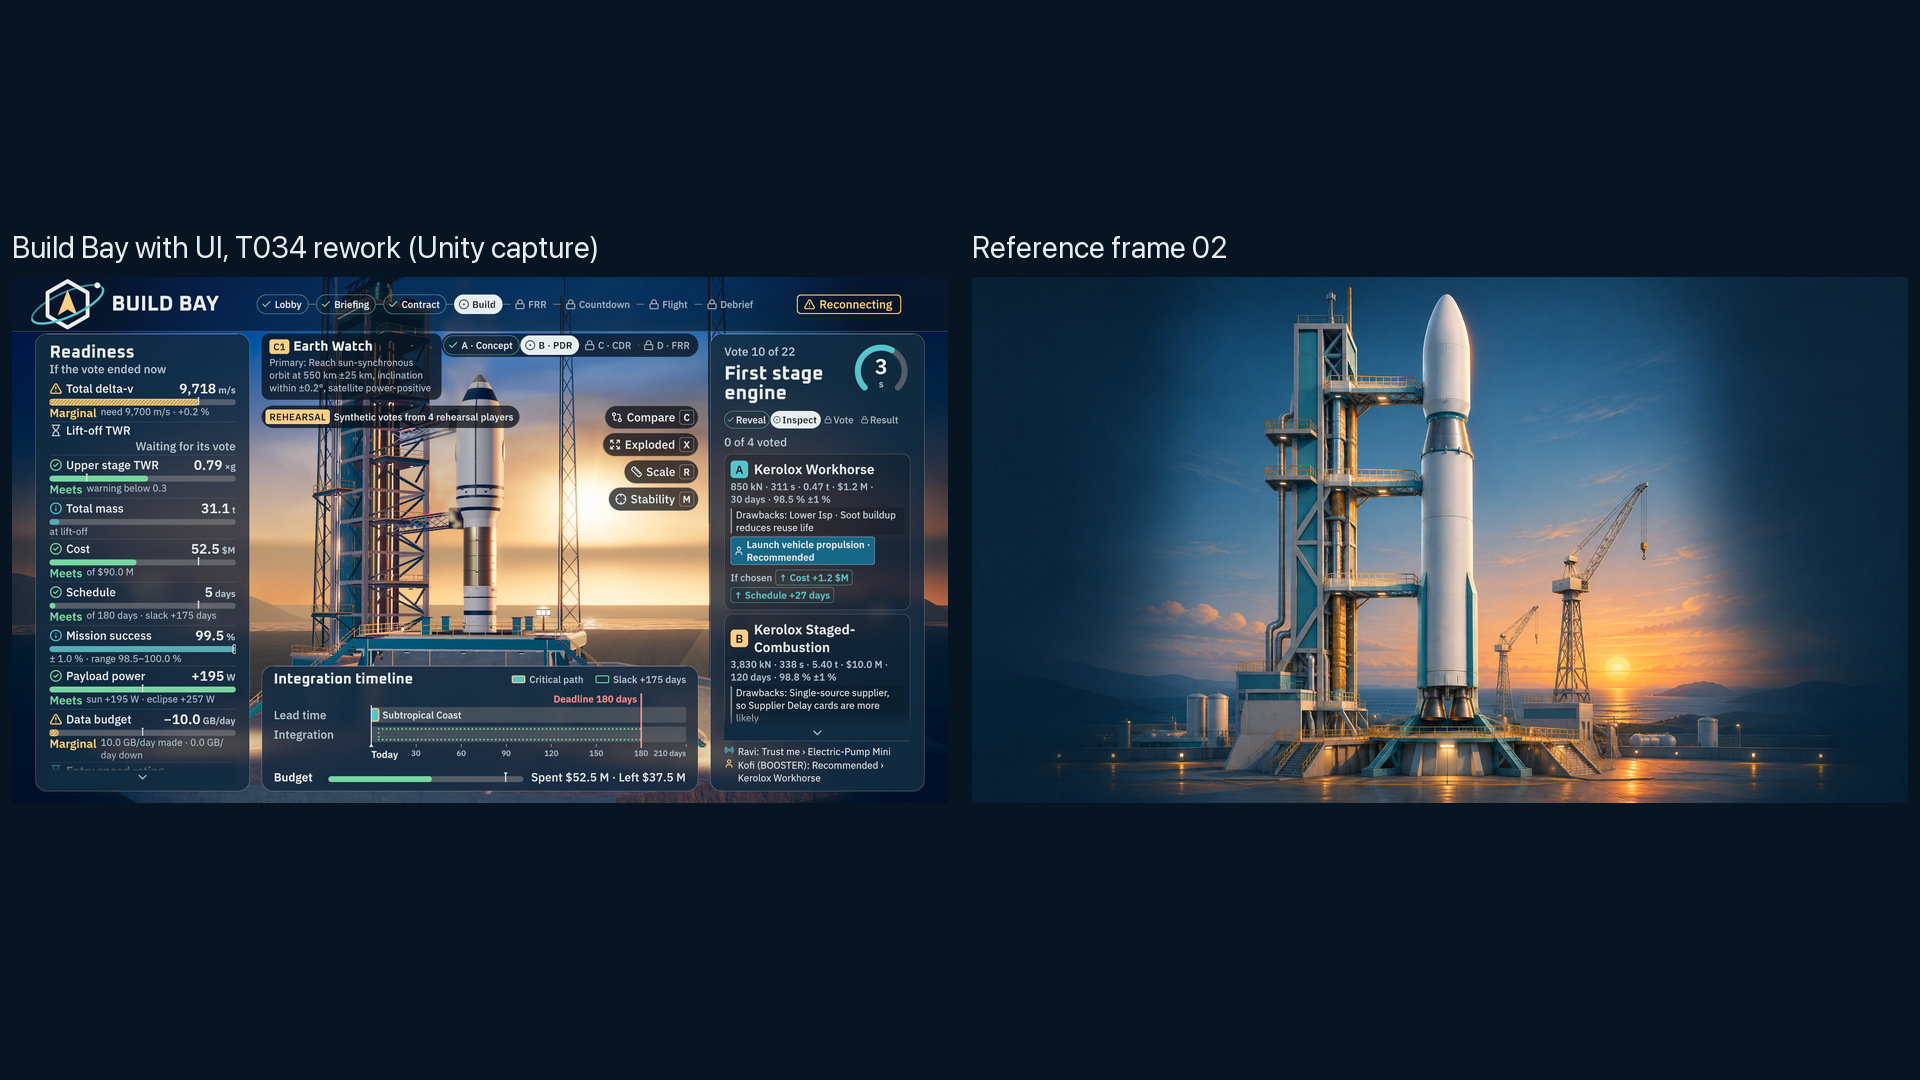 Build Bay with UI, T034 rework (Unity capture)
Reference frame 02
BUILD BAY
Lobby
Briefing
Contract
Build
FRR
Countdown
Flight
Debrief
Reconnecting
Readiness
If the vote ended now
Total delta-v 9,718 m/s
Marginal need 9,700 m/s · +0.2 %
Lift-off TWR
Waiting for its vote
Upper stage TWR 0.79 ×g
Meets warning below 0.3
Total mass 31.1 t
at lift-off
Cost 52.5 $M
Meets of $90.0 M
Schedule 5 days
Meets of 180 days · slack +175 days
Mission success 99.5 %
± 1.0 % · range 98.5–100.0 %
Payload power +195 W
Meets sun +195 W · eclipse +257 W
Data budget −10.0 GB/day
Marginal 10.0 GB/day made · 0.0 GB/
day down
C1 Earth Watch
Primary: Reach sun-synchronous
orbit at 550 km ±25 km, inclination
within ±0.2°, satellite power-positive
A · Concept
B · PDR
C · CDR
D · FRR
REHEARSAL Synthetic votes from 4 rehearsal players
Compare C
Exploded X
Scale R
Stability M
Integration timeline
Critical path
Slack +175 days
Deadline 180 days
Lead time
Subtropical Coast
Integration
Today 30 60 90 120 150 180 210 days
Budget
Spent $52.5 M · Left $37.5 M
Vote 10 of 22
First stage
engine
3
s
Reveal
Inspect
Vote
Result
0 of 4 voted
A Kerolox Workhorse
850 kN · 311 s · 0.47 t · $1.2 M ·
30 days · 98.5 % ±1 %
Drawbacks: Lower Isp · Soot buildup
reduces reuse life
Launch vehicle propulsion ·
Recommended
If chosen ↑ Cost +1.2 $M
↑ Schedule +27 days
B Kerolox Staged-
Combustion
3,830 kN · 338 s · 5.40 t · $10.0 M ·
120 days · 98.8 % ±1 %
Drawbacks: Single-source supplier,
so Supplier Delay cards are more
likely
Ravi: Trust me › Electric-Pump Mini
Kofi (BOOSTER): Recommended ›
Kerolox Workhorse